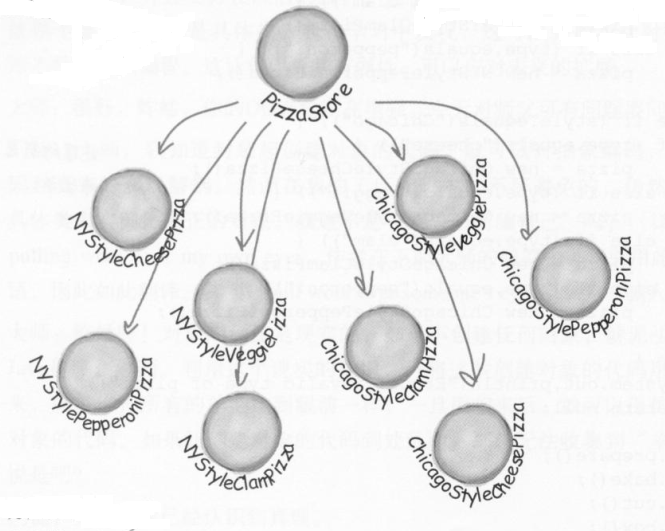 PizzaStore
NYStyleCheesePizza
ChicagoStyleVeggiePizza
NYStyleVeggiePizza
ChicagoStylePepperoniPizza
NYStylePepperoniPizza
ChicagoStyleClamPizza
NYStyleClamPizza
ChicagoStyleCheesePizza